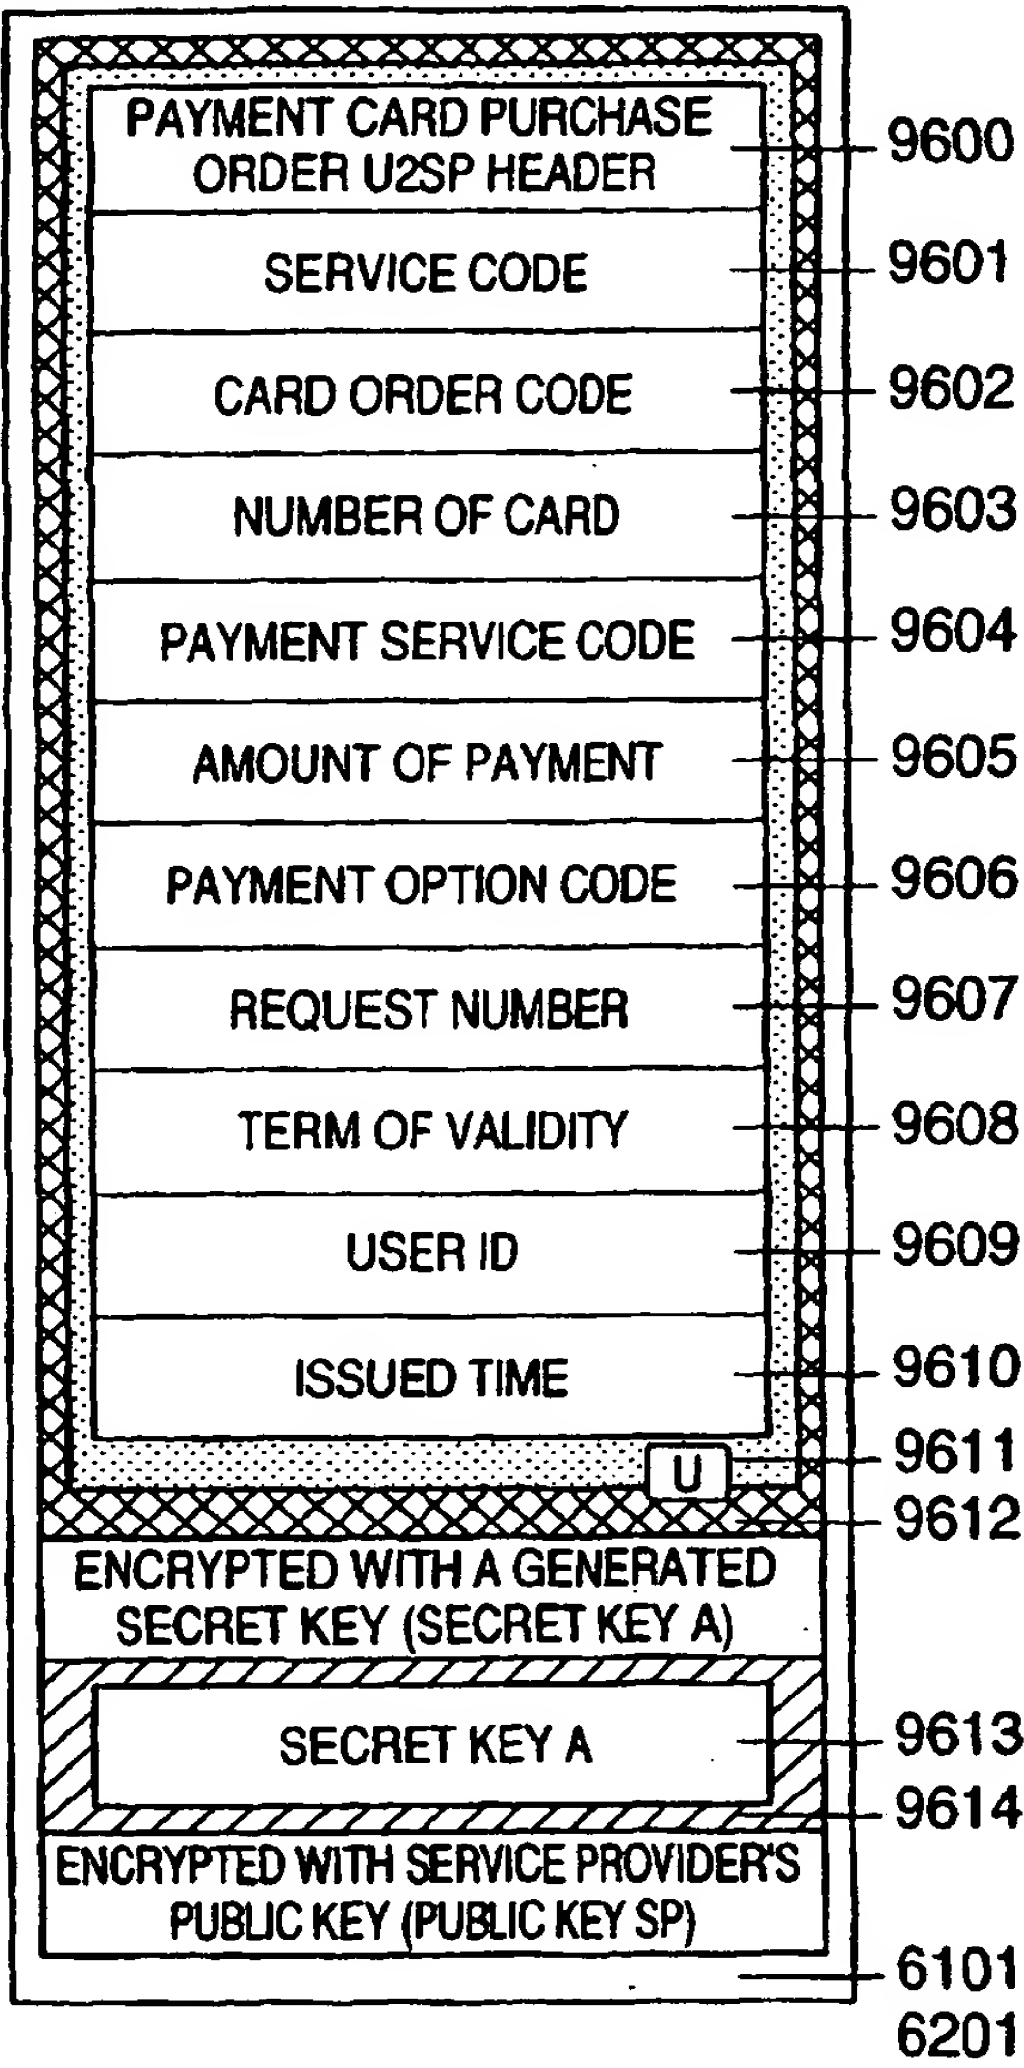 PAYMENT CARD PURCHASE
ORDER U2SP HEADER
9600
SERVICE CODE
9601
CARD ORDER CODE
9602
NUMBER OF CARD
9603
PAYMENT SERVICE CODE
9604
AMOUNT OF PAYMENT
9605
PAYMENT OPTION CODE
9606
REQUEST NUMBER
9607
TERM OF VALIDITY
9608
USER ID
9609
ISSUED TIME
9610
U
9611
9612
ENCRYPTED WITH A GENERATED
SECRET KEY (SECRET KEY A)
SECRET KEY A
9613
9614
ENCRYPTED WITH SERVICE PROVIDER'S
PUBLIC KEY (PUBLIC KEY SP)
6101
6201